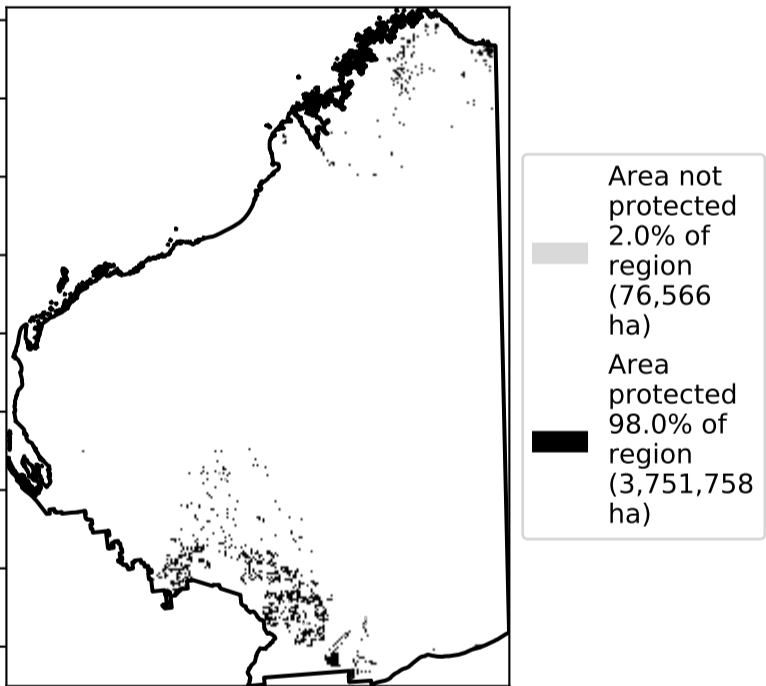 Area not
protected
2.0% of
region
(76,566
ha)
Area
protected
98.0% of
region
(3,751,758
ha)